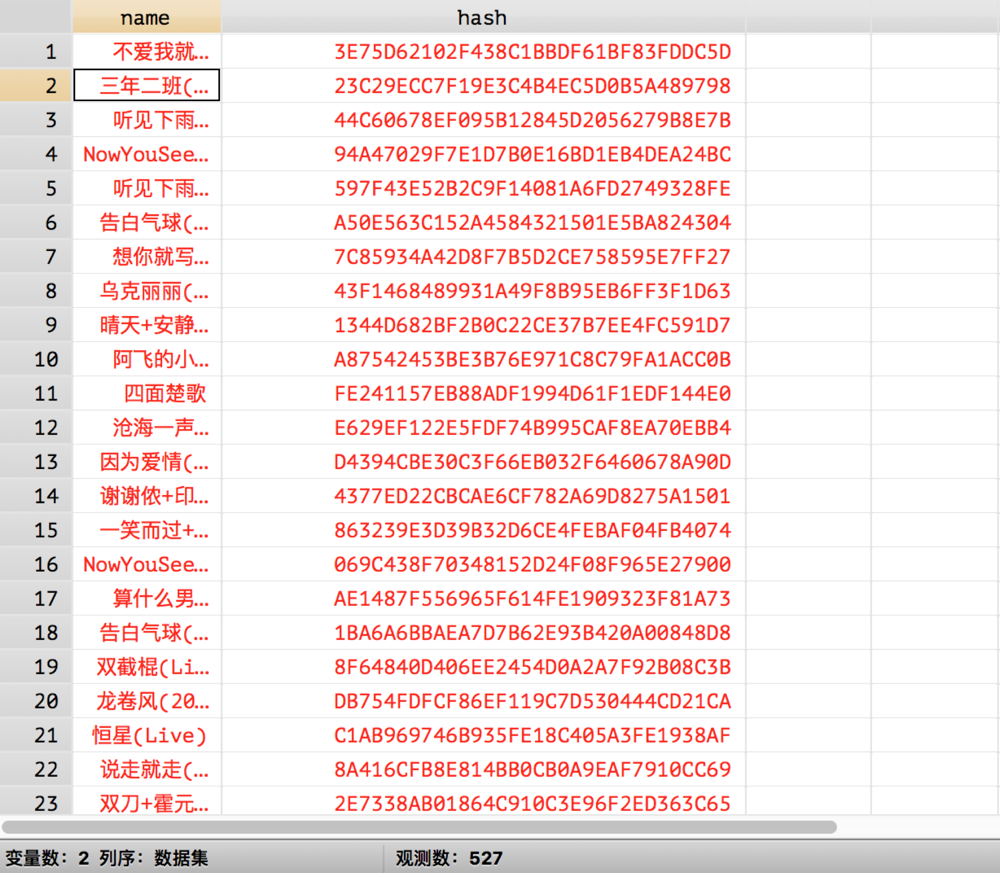 name hash
1 不爱我就... 3E75D62102F438C1BBDF61BF83FDDC5D
2 三年二班(... 23C29ECC7F19E3C4B4EC5D0B5A489798
3 听见下雨... 44C60678EF095B12845D2056279B8E7B
4 NowYouSee... 94A47029F7E1D7B0E16BD1EB4DEA24BC
5 听见下雨... 597F43E52B2C9F14081A6FD2749328FE
6 告白气球(... A50E563C152A4584321501E5BA824304
7 想你就写... 7C85934A42D8F7B5D2CE758595E7FF27
8 乌克丽丽(... 43F1468489931A49F8B95EB6FF3F1D63
9 晴天+安静... 1344D682BF2B0C22CE37B7EE4FC591D7
10 阿飞的小... A87542453BE3B76E971C8C79FA1ACC0B
11 四面楚歌 FE241157EB88ADF1994D61F1EDF144E0
12 沧海一声... E629EF122E5FDF74B995CAF8EA70EBB4
13 因为爱情(... D4394CBE30C3F66EB032F6460678A90D
14 谢谢侬+印... 4377ED22CBCAE6CF782A69D8275A1501
15 一笑而过+... 863239E3D39B32D6CE4FEBAF04FB4074
16 NowYouSee... 069C438F70348152D24F08F965E27900
17 算什么男... AE1487F556965F614FE1909323F81A73
18 告白气球(... 1BA6A6BBAEA7D7B62E93B420A00848D8
19 双截棍(Li... 8F64840D406EE2454D0A2A7F92B08C3B
20 龙卷风(20... DB754FDFCF86EF119C7D530444CD21CA
21 恒星(Live) C1AB969746B935FE18C405A3FE1938AF
22 说走就走(... 8A416CFB8E814BB0CB0A9EAF7910CC69
23 双刀+霍元... 2E7338AB01864C910C3E96F2ED363C65
变量数：2 列序：数据集 观测数：527